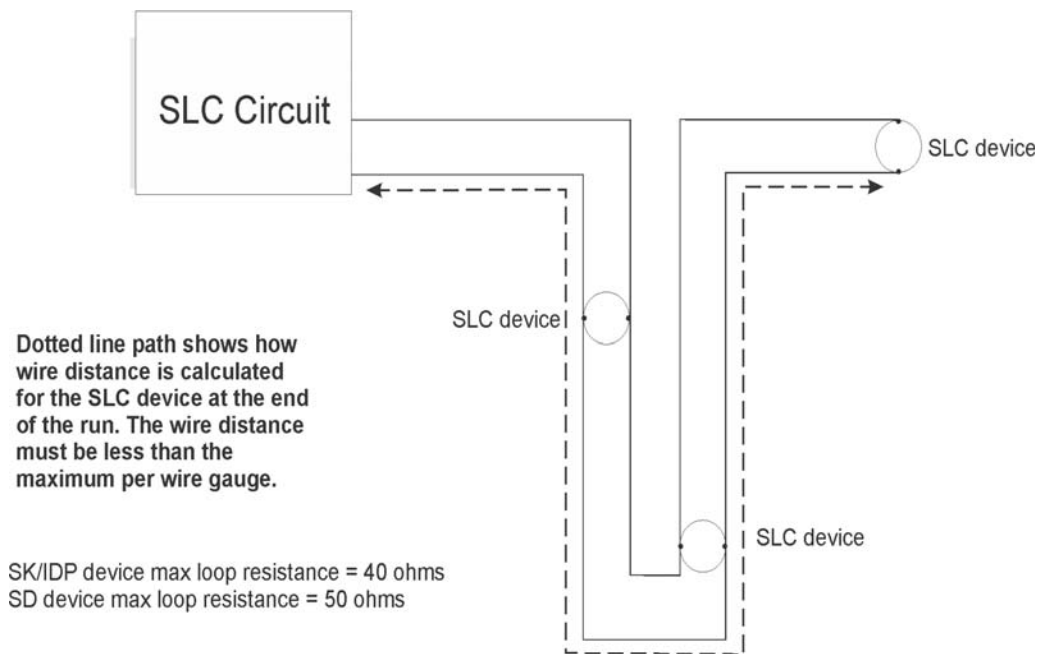 SLC Circuit
SLC device
SLC device
Dotted line path shows how
wire distance is calculated
for the SLC device at the end
of the run. The wire distance
must be less than the
maximum per wire gauge.
SLC device
SK/IDP device max loop resistance = 40 ohms
SD device max loop resistance = 50 ohms